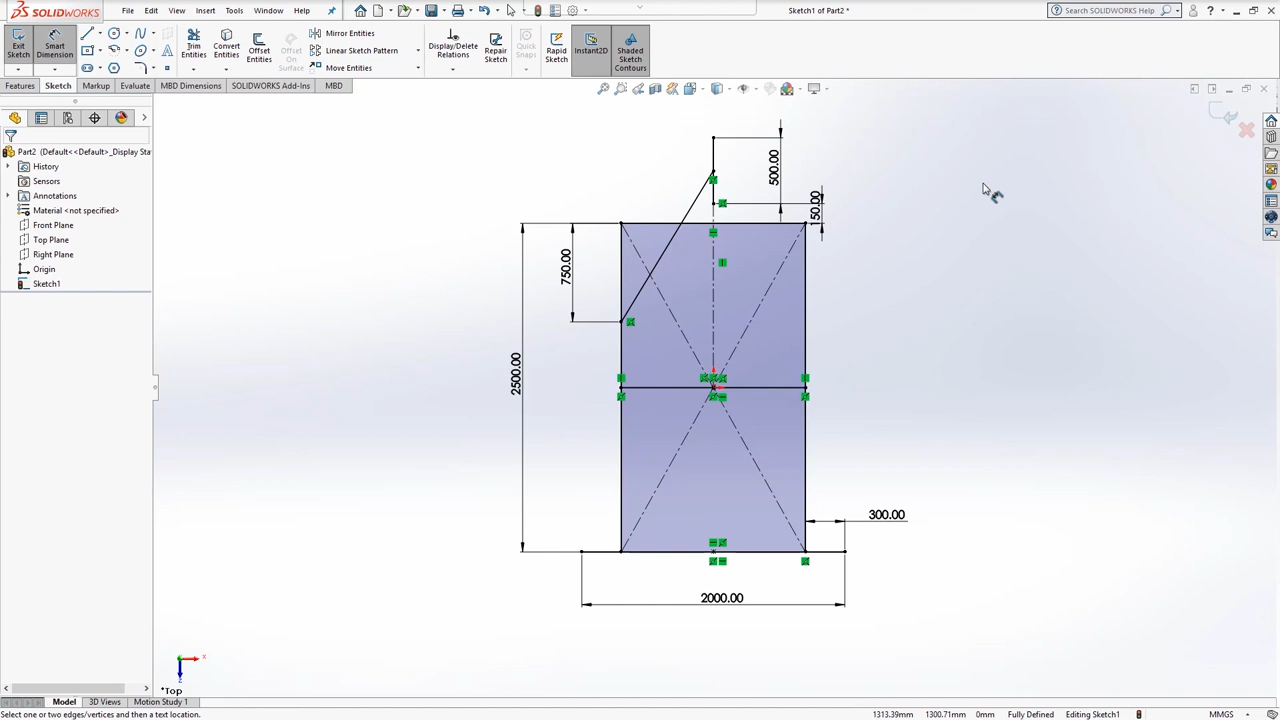 SOLIDWORKS
File
Edit
View
Insert
Tools
Window
Help
Sketch1 of Part2 *
Search SOLIDWORKS Help
?
Exit Sketch
Smart Dimension
Trim Entities
Convert Entities
Offset Entities
Offset On Surface
Mirror Entities
Linear Sketch Pattern
Move Entities
Display/Delete Relations
Repair Sketch
Quick Snaps
Rapid Sketch
Instant2D
Shaded Sketch Contours
Features
Sketch
Markup
Evaluate
MBD Dimensions
SOLIDWORKS Add-Ins
MBD
Part2 (Default<<Default>_Display Sta
History
Sensors
Annotations
Material <not specified>
Front Plane
Top Plane
Right Plane
Origin
Sketch1
500.00
150.00
750.00
2500.00
300.00
2000.00
x
z
*Top
Model
3D Views
Motion Study 1
Select one or two edges/vertices and then a text location.
1313.39mm
1300.71mm
0mm
Fully Defined
Editing Sketch1
MMGS